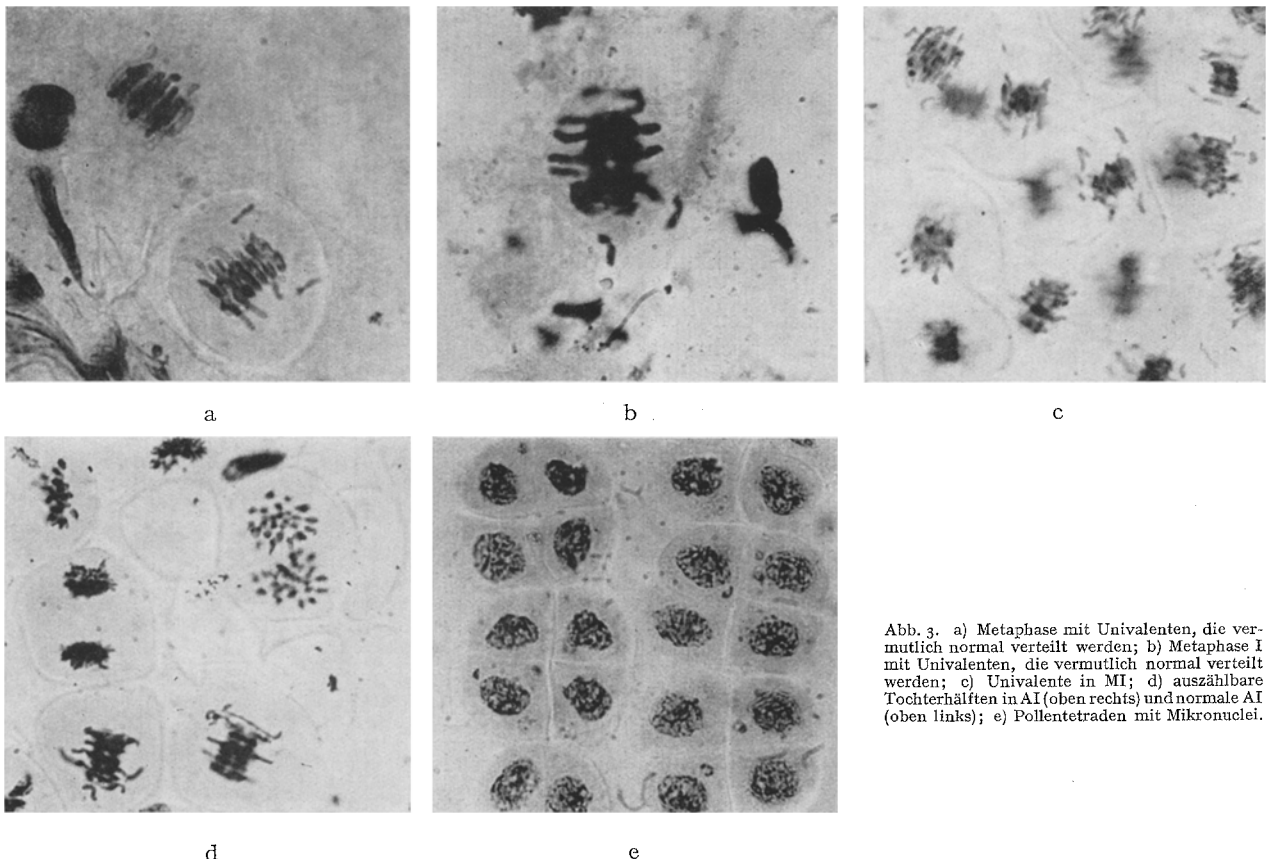 a
b
c
d
e
Abb. 3. a) Metaphase mit Univalenten, die ver-
mutlich normal verteilt werden; b) Metaphase I
mit Univalenten, die vermutlich normal verteilt
werden; c) Univalente in MI; d) auszählbare
Tochterhälften in AI (oben rechts) und normale AI
(oben links); e) Pollentetraden mit Mikronuclei.